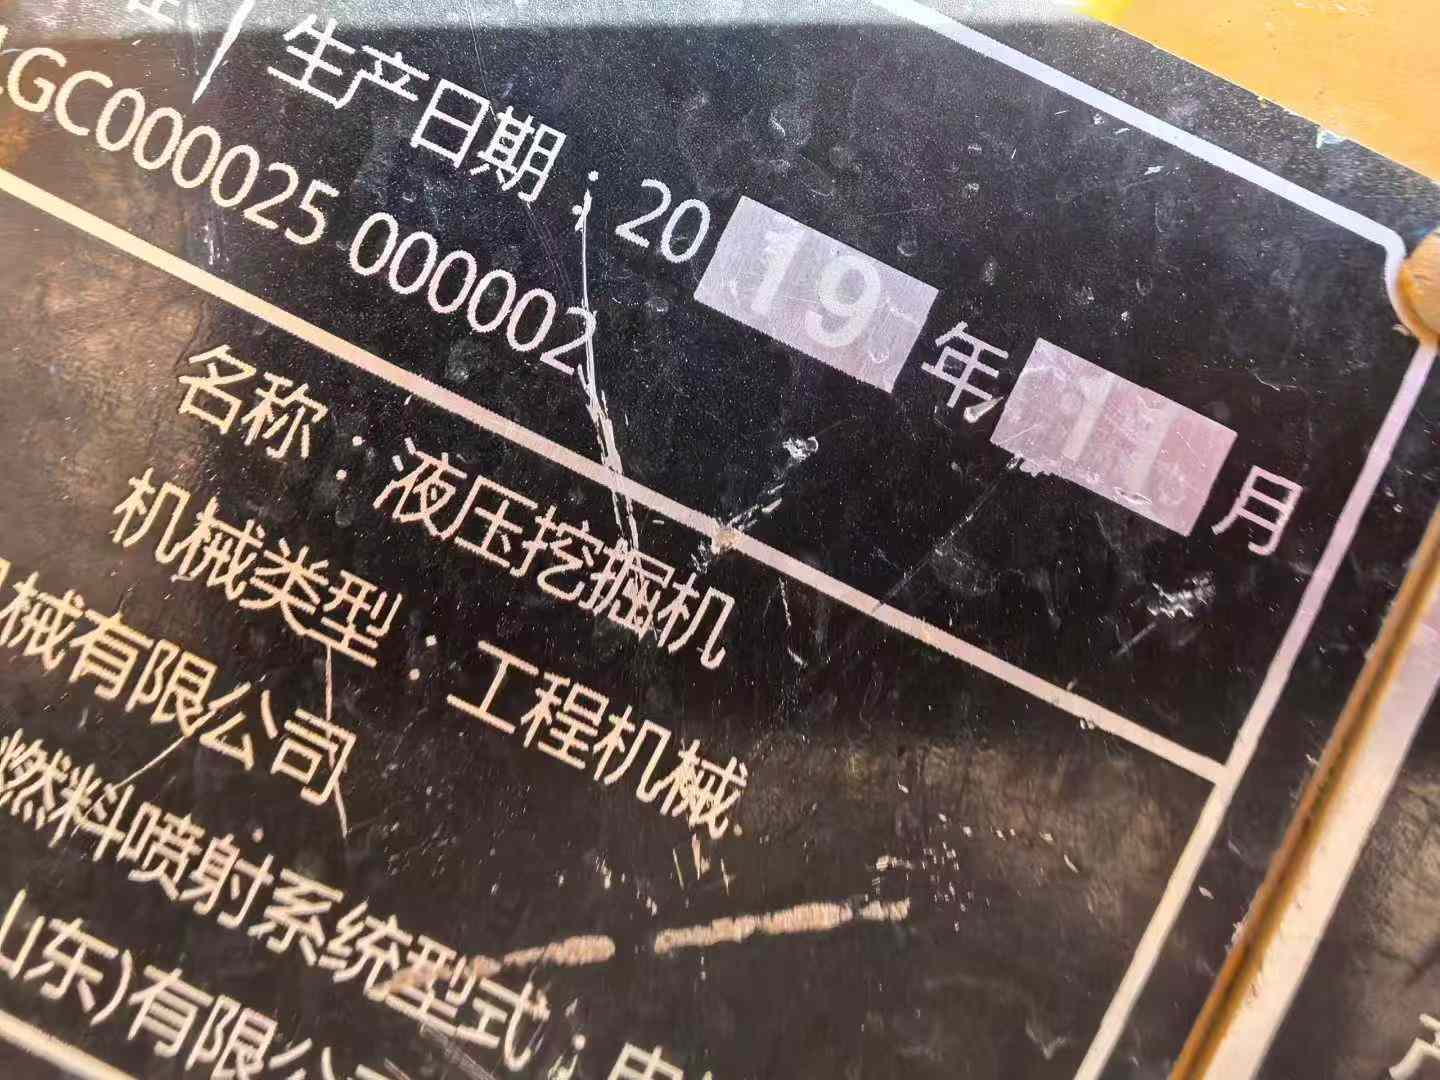 生产日期：2019年11月
GC000025 000002
名称：液压挖掘机
机械类型：工程机械
械有限公司
燃料喷射系统型式：电
山东)有限公